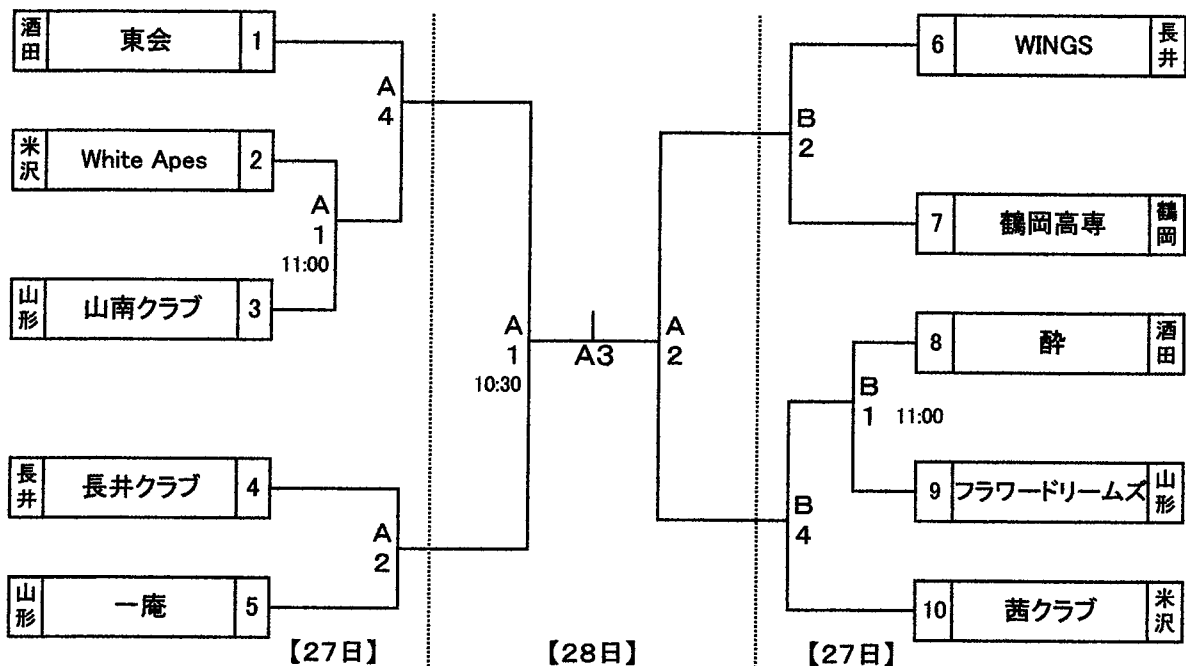 酒田 東会 1
A
4
米沢 White Apes 2
A
1
11:00
山形 山南クラブ 3
長井 長井クラブ 4
A
2
山形 一庵 5
A
1
10:30
A3
A
2
6 WINGS 長井
B
2
7 鶴岡高専 鶴岡
8 酔 酒田
B
1 11:00
9 フラワードリームズ 山形
B
4
10 茜クラブ 米沢
【27日】 【28日】 【27日】